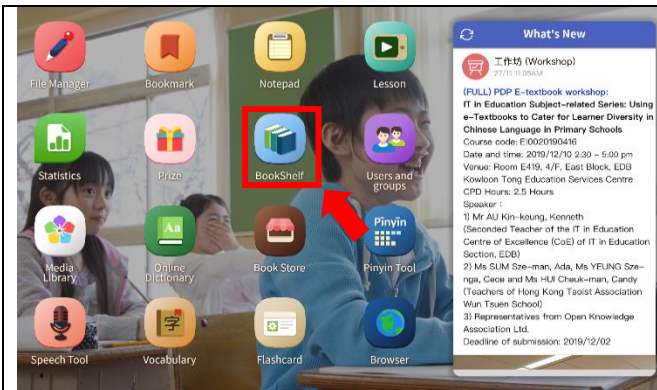 File Manager
Bookmark
Notepad
Lesson
Statistics
Prize
BookShelf
Users and
groups
Media
Library
Aa
Online
Dictionary
Book Store
Pīnyīn
Pinyin Tool
Speech Tool
字
Vocabulary
Flashcard
Browser
What's New
工作坊 (Workshop)
27/11 11:05AM
(FULL) PDP E-textbook workshop:
IT in Education Subject-related Series: Using
e-Textbooks to Cater for Learner Diversity in
Chinese Language in Primary Schools
Course code: EI0020190416
Date and time: 2019/12/10 2:30 - 5:00 pm
Venue: Room E419, 4/F, East Block, EDB
Kowloon Tong Education Services Centre
CPD Hours: 2.5 Hours
Speaker :
1) Mr AU Kin-keung, Kenneth
(Seconded Teacher of the IT in Education
Centre of Excellence (CoE) of IT in Education
Section, EDB)
2) Ms SUM Sze-man, Ada, Ms YEUNG Sze-
nga, Cece and Ms HUI Cheuk-man, Candy
(Teachers of Hong Kong Taoist Association
Wun Tsuen School)
3) Representatives from Open Knowledge
Association Ltd.
Deadline of submission: 2019/12/02